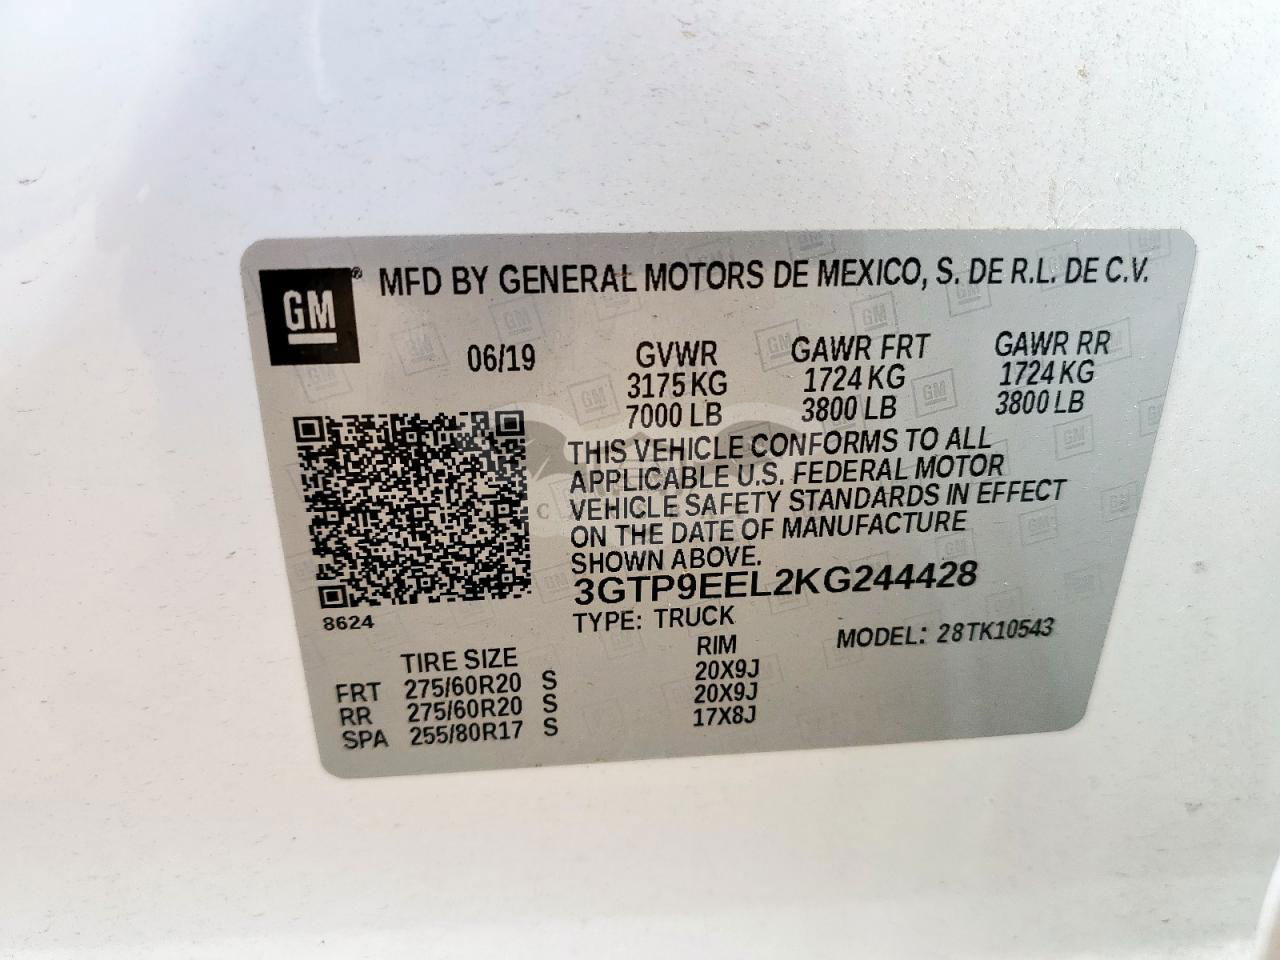 GM® MFD BY GENERAL MOTORS DE MEXICO, S. DE R.L. DE C.V.
06/19 GVWR GAWR FRT GAWR RR
3175 KG 1724 KG 1724 KG
7000 LB 3800 LB 3800 LB
THIS VEHICLE CONFORMS TO ALL
APPLICABLE U.S. FEDERAL MOTOR
VEHICLE SAFETY STANDARDS IN EFFECT
ON THE DATE OF MANUFACTURE
SHOWN ABOVE.
3GTP9EEL2KG244428
8624
TYPE: TRUCK MODEL: 28TK10543
TIRE SIZE RIM
FRT 275/60R20 S 20X9J
RR 275/60R20 S 20X9J
SPA 255/80R17 S 17X8J